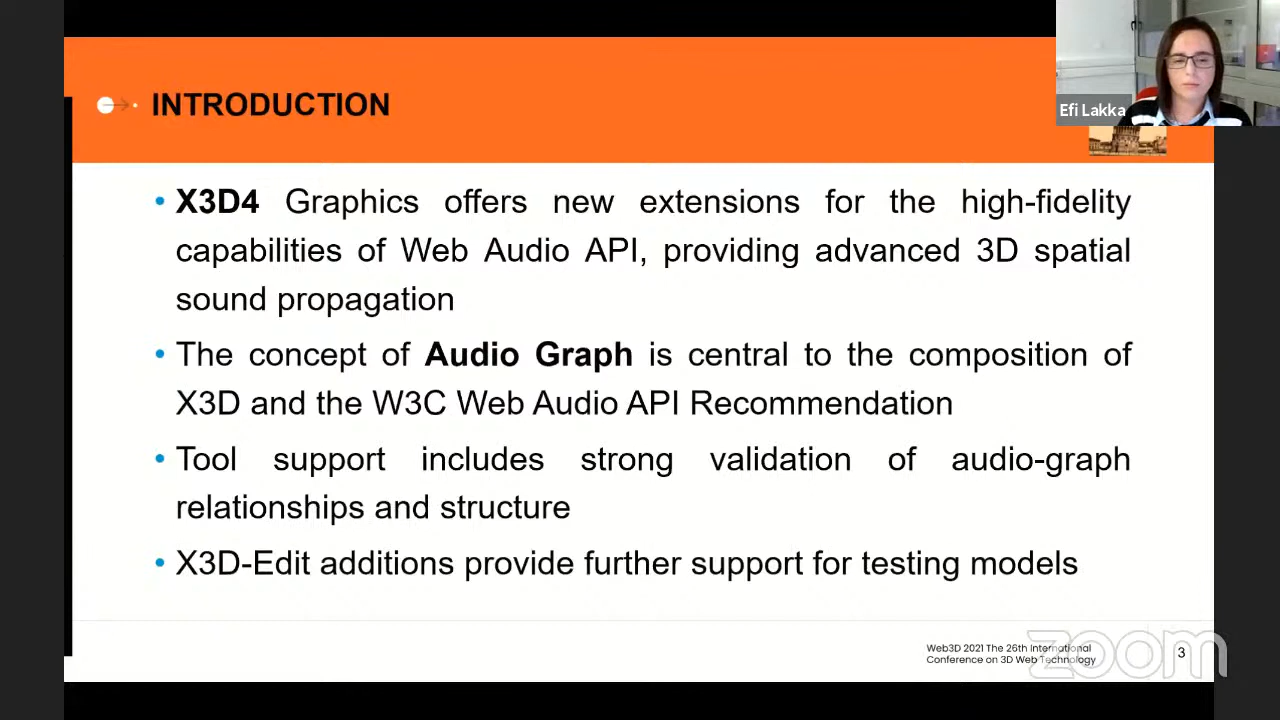 INTRODUCTION
Efi Lakka
• X3D4 Graphics offers new extensions for the high-fidelity
capabilities of Web Audio API, providing advanced 3D spatial
sound propagation
• The concept of Audio Graph is central to the composition of
X3D and the W3C Web Audio API Recommendation
• Tool support includes strong validation of audio-graph
relationships and structure
• X3D-Edit additions provide further support for testing models
Web3D 2021 The 26th International
Conference on 3D Web Technology
3
zoom